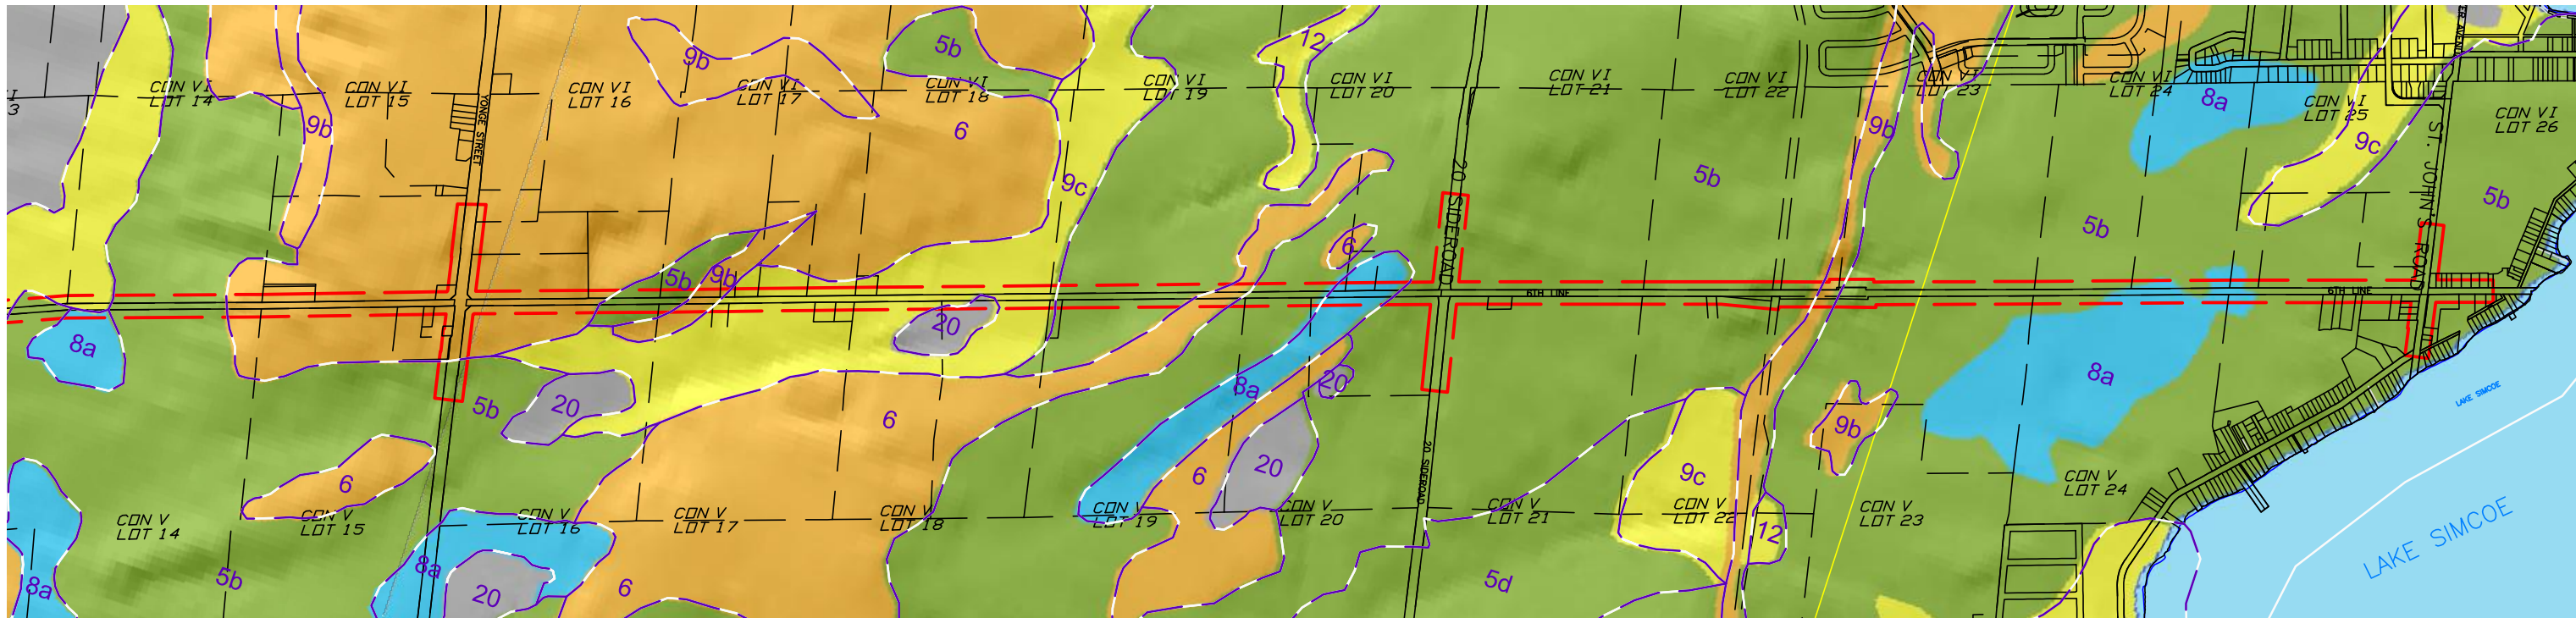 CON VI
LOT 14
CON VI
LOT 15
CON VI
LOT 16
CON VI
LOT 17
CON VI
LOT 18
CON VI
LOT 19
CON VI
LOT 20
CON VI
LOT 21
CON VI
LOT 22
CON VI
LOT 23
CON VI
LOT 24
CON VI
LOT 25
CON VI
LOT 26
3
9b
9b
5b
12
6
9c
9b
8a
9c
5b
5b
5b
YONGE STREET
20 SIDEROAD
ST. JOHN'S ROAD
5b
9b
6
6TH LINE
6TH LINE
8a
20
20
5b
6
8a
20
9b
8a
LAKE SIMCOE
6
6
20
9c
12
20 SIDEROAD
CON V
LOT 14
CON V
LOT 15
CON V
LOT 16
CON V
LOT 17
CON V
LOT 18
CON V
LOT 19
CON V
LOT 20
CON V
LOT 21
CON V
LOT 22
CON V
LOT 23
CON V
LOT 24
LAKE SIMCOE
8a
5b
8a
20
6
5d